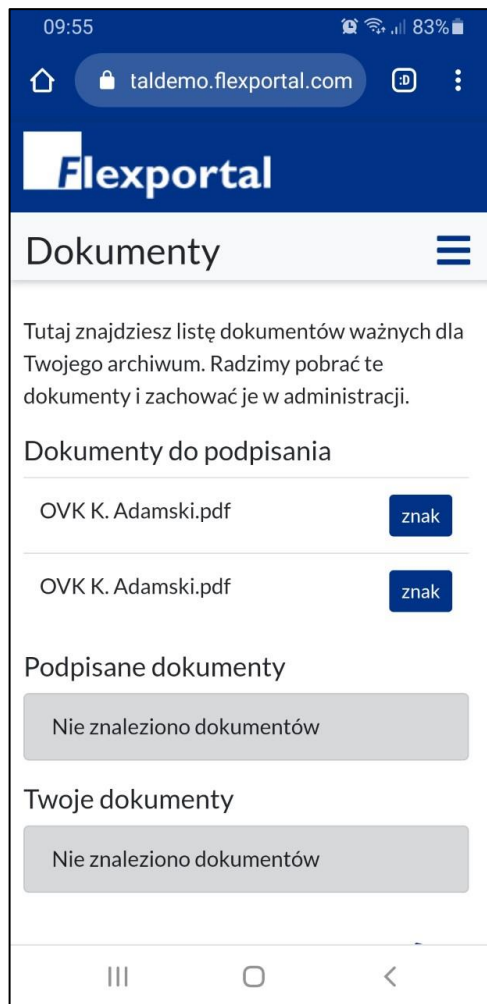 09:55 83%
taldemo.flexportal.com :D
Flexportal
Dokumenty
Tutaj znajdziesz listę dokumentów ważnych dla
Twojego archiwum. Radzimy pobrać te
dokumenty i zachować je w administracji.
Dokumenty do podpisania
OVK K. Adamski.pdf znak
OVK K. Adamski.pdf znak
Podpisane dokumenty
Nie znaleziono dokumentów
Twoje dokumenty
Nie znaleziono dokumentów